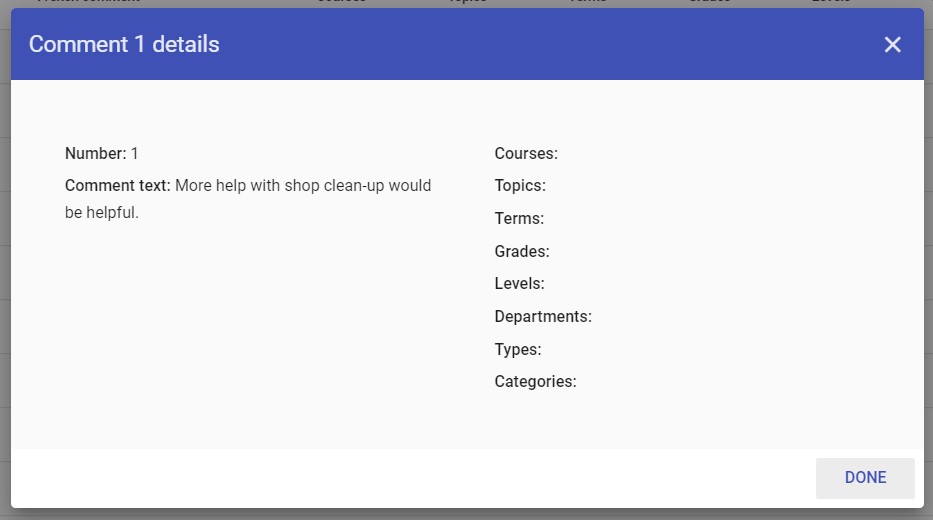 Comment 1 details
Number: 1
Comment text: More help with shop clean-up would
be helpful.
Courses:
Topics:
Terms:
Grades:
Levels:
Departments:
Types:
Categories:
DONE